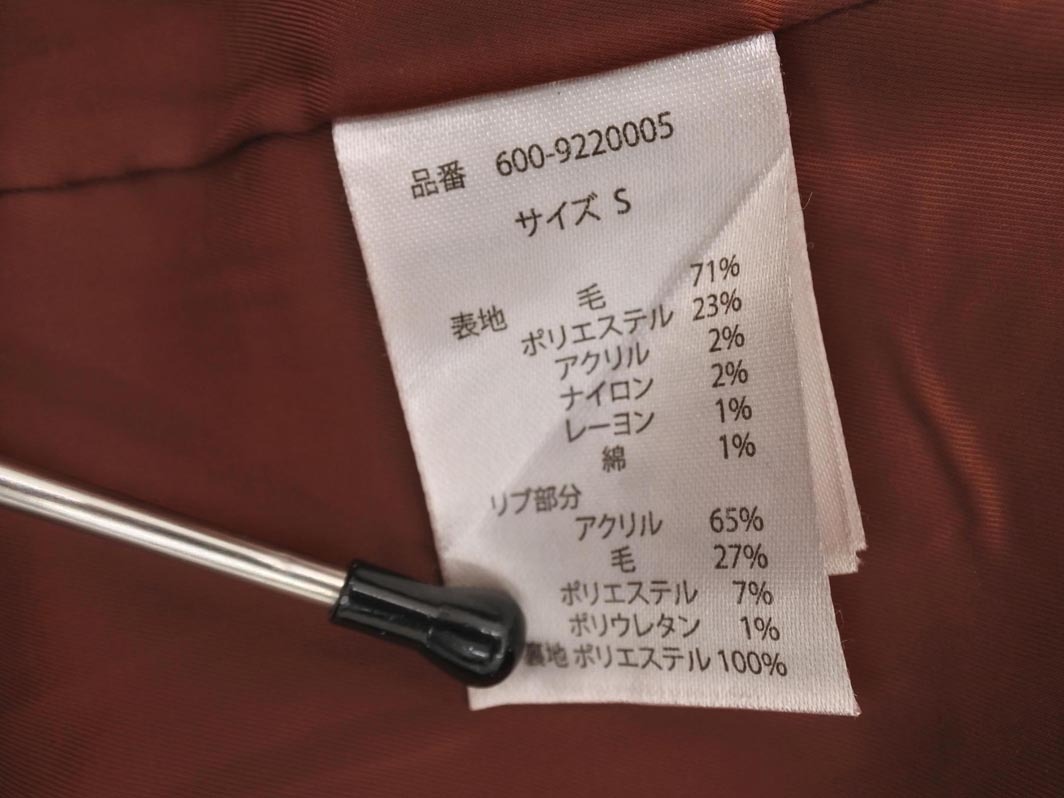 品番 600-9220005
サイズ S
表地 毛 71%
ポリエステル 23%
アクリル 2%
ナイロン 2%
レーヨン 1%
綿 1%
リブ部分
アクリル 65%
毛 27%
ポリエステル 7%
ポリウレタン 1%
裏地 ポリエステル 100%